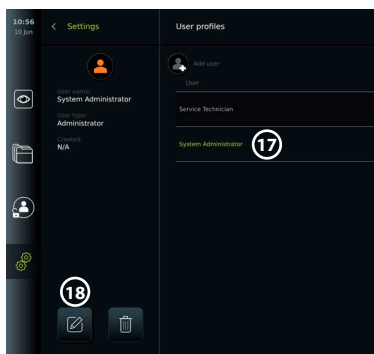 10:56
10 Jun
Settings
User profiles
Add user
User
User name:
System Administrator
User type:
Administrator
Created:
N/A
Service Technician
System Administrator
17
18